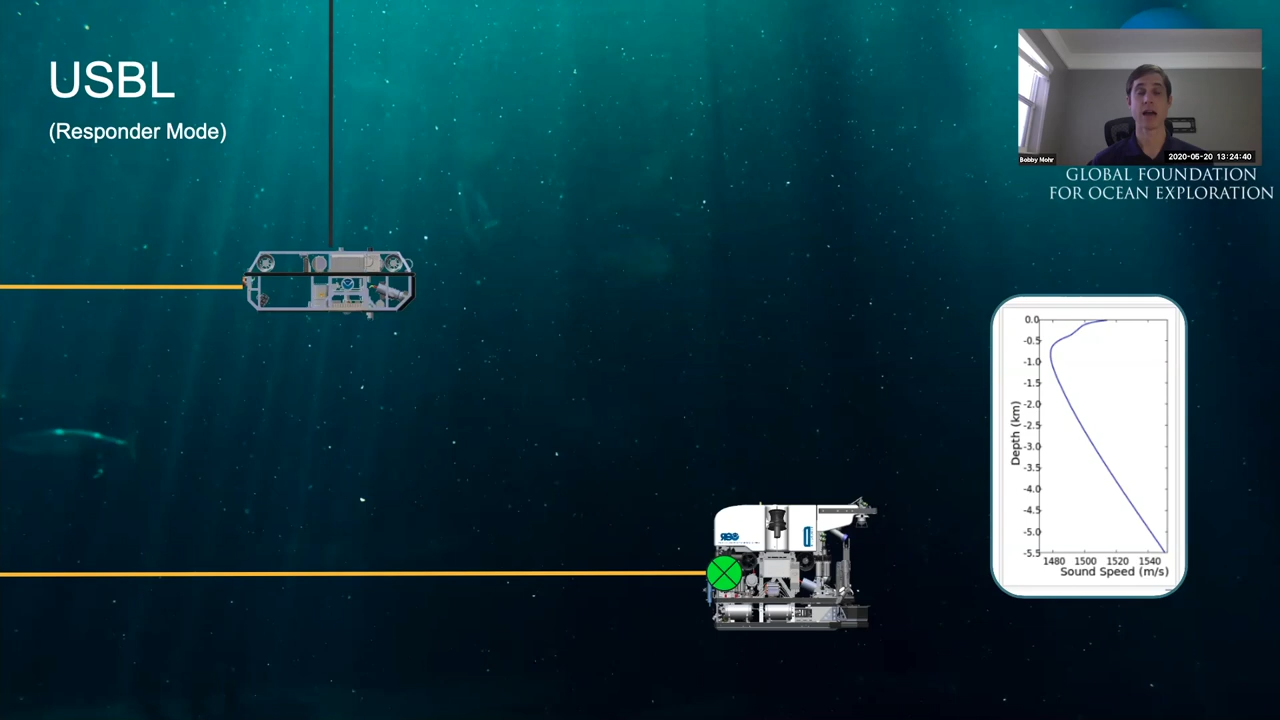 USBL
(Responder Mode)
Bobby Mohr
2020-05-20 13:24:40
GLOBAL FOUNDATION
FOR OCEAN EXPLORATION
0.0
-0.5
-1.0
-1.5
-2.0
-2.5
-3.0
-3.5
-4.0
-4.5
-5.0
-5.5
Depth (km)
1480 1500 1520 1540
Sound Speed (m/s)